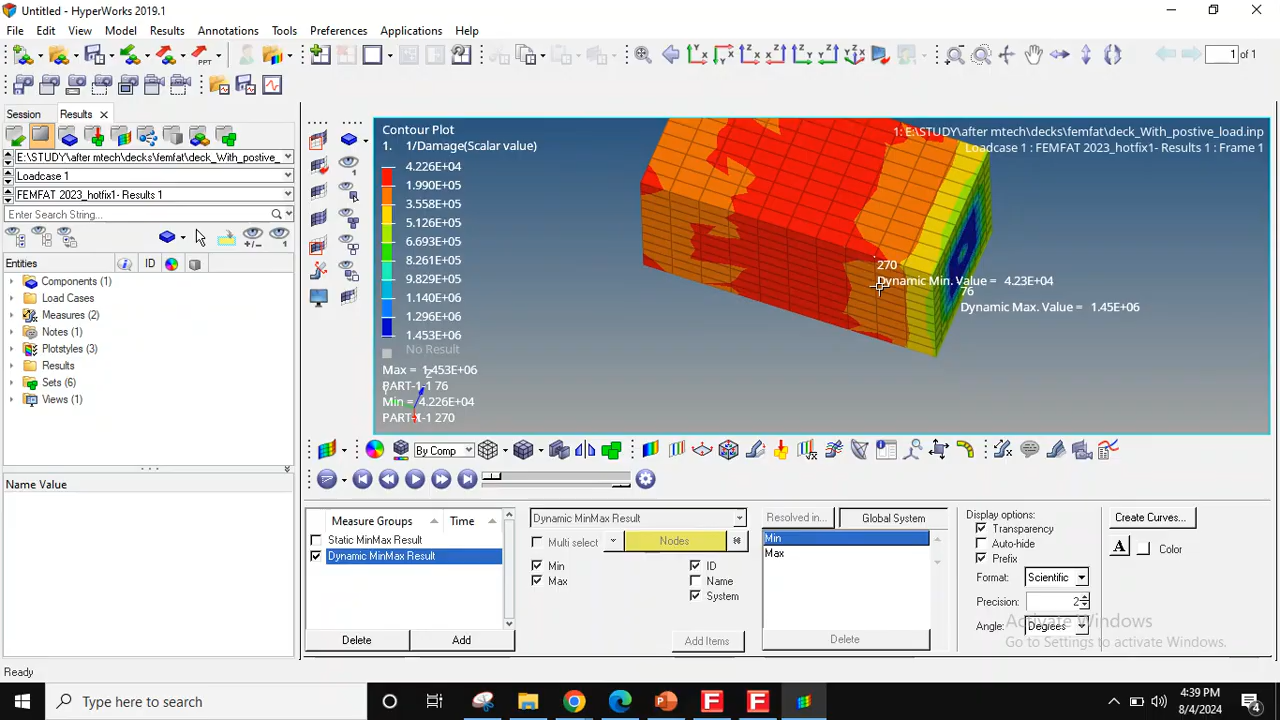 Untitled - HyperWorks 2019.1
File Edit View Model Results Annotations Tools Preferences Applications Help
1 of 1
Session Results
E:\STUDY\after mtech\decks\femfat\deck_With_postive_
Loadcase 1
FEMFAT 2023_hotfix1- Results 1
Enter Search String...
Entities ID
Components (1)
Load Cases
Measures (2)
Notes (1)
Plotstyles (3)
Results
Sets (6)
Views (1)
Name Value
Contour Plot
1. 1/Damage(Scalar value)
4.226E+04
1.990E+05
3.558E+05
5.126E+05
6.693E+05
8.261E+05
9.829E+05
1.140E+06
1.296E+06
1.453E+06
No Result
Max = 1.453E+06
PART-1-1 76
Min = 4.226E+04
PART-1-1 270
Z
1: E:\STUDY\after mtech\decks\femfat\deck_With_postive_load.inp
Loadcase 1 : FEMFAT 2023_hotfix1- Results 1 : Frame 1
270
Dynamic Min. Value = 4.23E+04
76
Dynamic Max. Value = 1.45E+06
By Comp
Measure Groups Time
Static MinMax Result
Dynamic MinMax Result
Delete Add
Dynamic MinMax Result
Multi select Nodes
Min
Max
ID
Name
System
Add Items
Resolved in... Global System
Min
Max
Delete
Display options:
Transparency
Auto-hide
Prefix
Format: Scientific
Precision: 2
Angle: Degrees
Create Curves...
A Color
Activate Windows
Go to Settings to activate Windows.
Ready
Type here to search
4:39 PM
8/4/2024
4